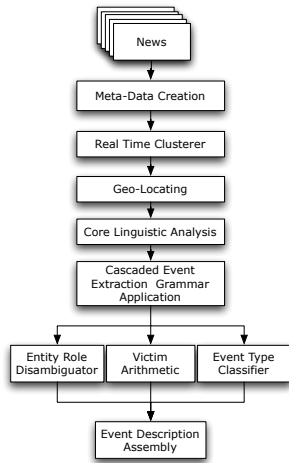 News
Meta-Data Creation
Real Time Clusterer
Geo-Locating
Core Linguistic Analysis
Cascaded Event
Extraction Grammar
Application
Entity Role
Disambiguator
Victim
Arithmetic
Event Type
Classifier
Event Description
Assembly